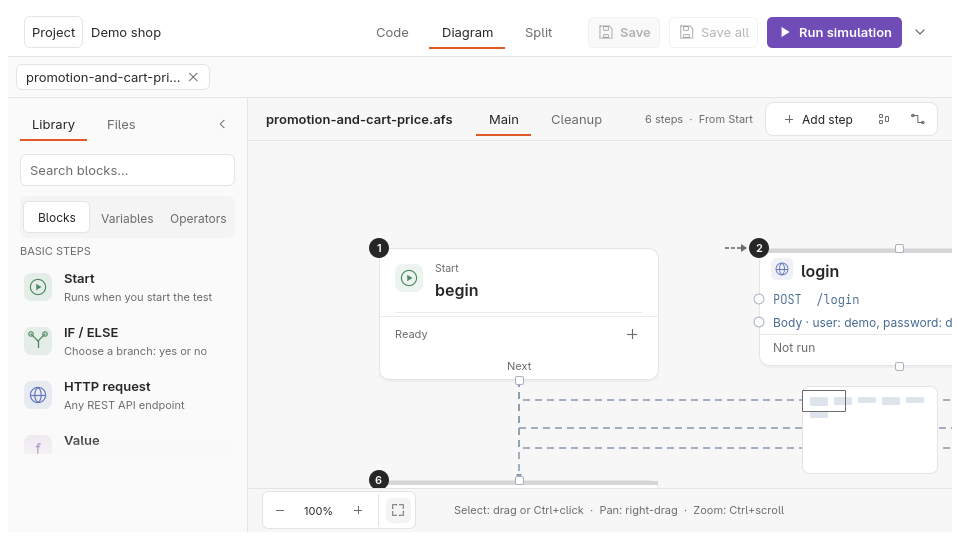 Project Demo shop Code Diagram Split Save Save all Run simulation
promotion-and-cart-pri...
Library Files
promotion-and-cart-price.afs Main Cleanup 6 steps · From Start Add step
Search blocks...
Blocks Variables Operators
BASIC STEPS
Start
Runs when you start the test
IF / ELSE
Choose a branch: yes or no
HTTP request
Any REST API endpoint
Value
f
1
Start
begin
Ready
Next
2
login
POST /login
Body · user: demo, password: d
Not run
6
100%
Select: drag or Ctrl+click · Pan: right-drag · Zoom: Ctrl+scroll